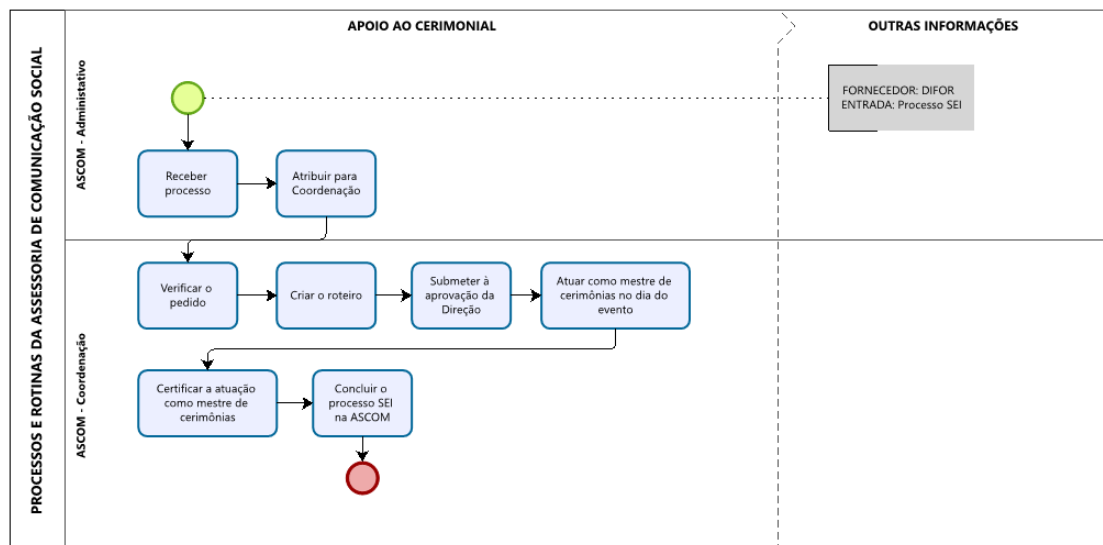 PROCESSOS E ROTINAS DA ASSESSORIA DE COMUNICAÇÃO SOCIAL
APOIO AO CERIMONIAL
OUTRAS INFORMAÇÕES
ASCOM - Administativo
FORNECEDOR: DIFOR
ENTRADA: Processo SEI
Receber
processo
Atribuir para
Coordenação
ASCOM - Coordenação
Verificar o
pedido
Criar o roteiro
Submeter à
aprovação da
Direção
Atuar como mestre de
cerimônias no dia do
evento
Certificar a atuação
como mestre de
cerimônias
Concluir o
processo SEI
na ASCOM